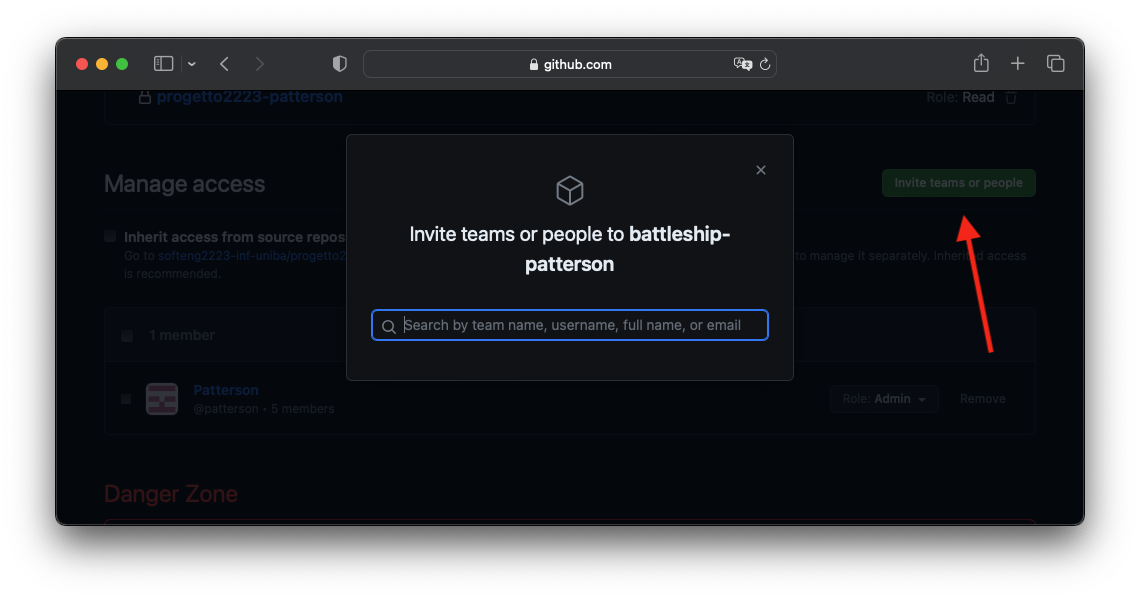 github.com
progetto2223-patterson
Role: Read
Manage access
Invite teams or people
Invite teams or people to battleship-
patterson
Inherit access from source repos
Go to softeng2223-inf-uniba/progetto2
to manage it separately. Inherited access
is recommended.
Search by team name, username, full name, or email
1 member
Patterson
@patterson • 5 members
Role: Admin
Remove
Danger Zone